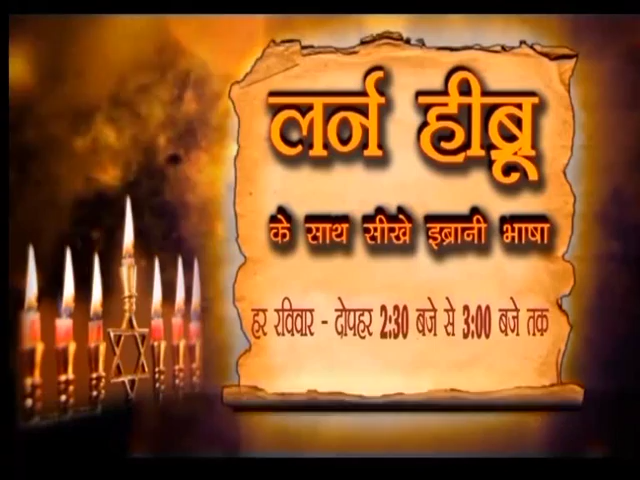 लर्न हीब्रू
के साथ सीखे इब्रानी भाषा
हर रविवार - दोपहर 2:30 बजे से 3:00 बजे तक